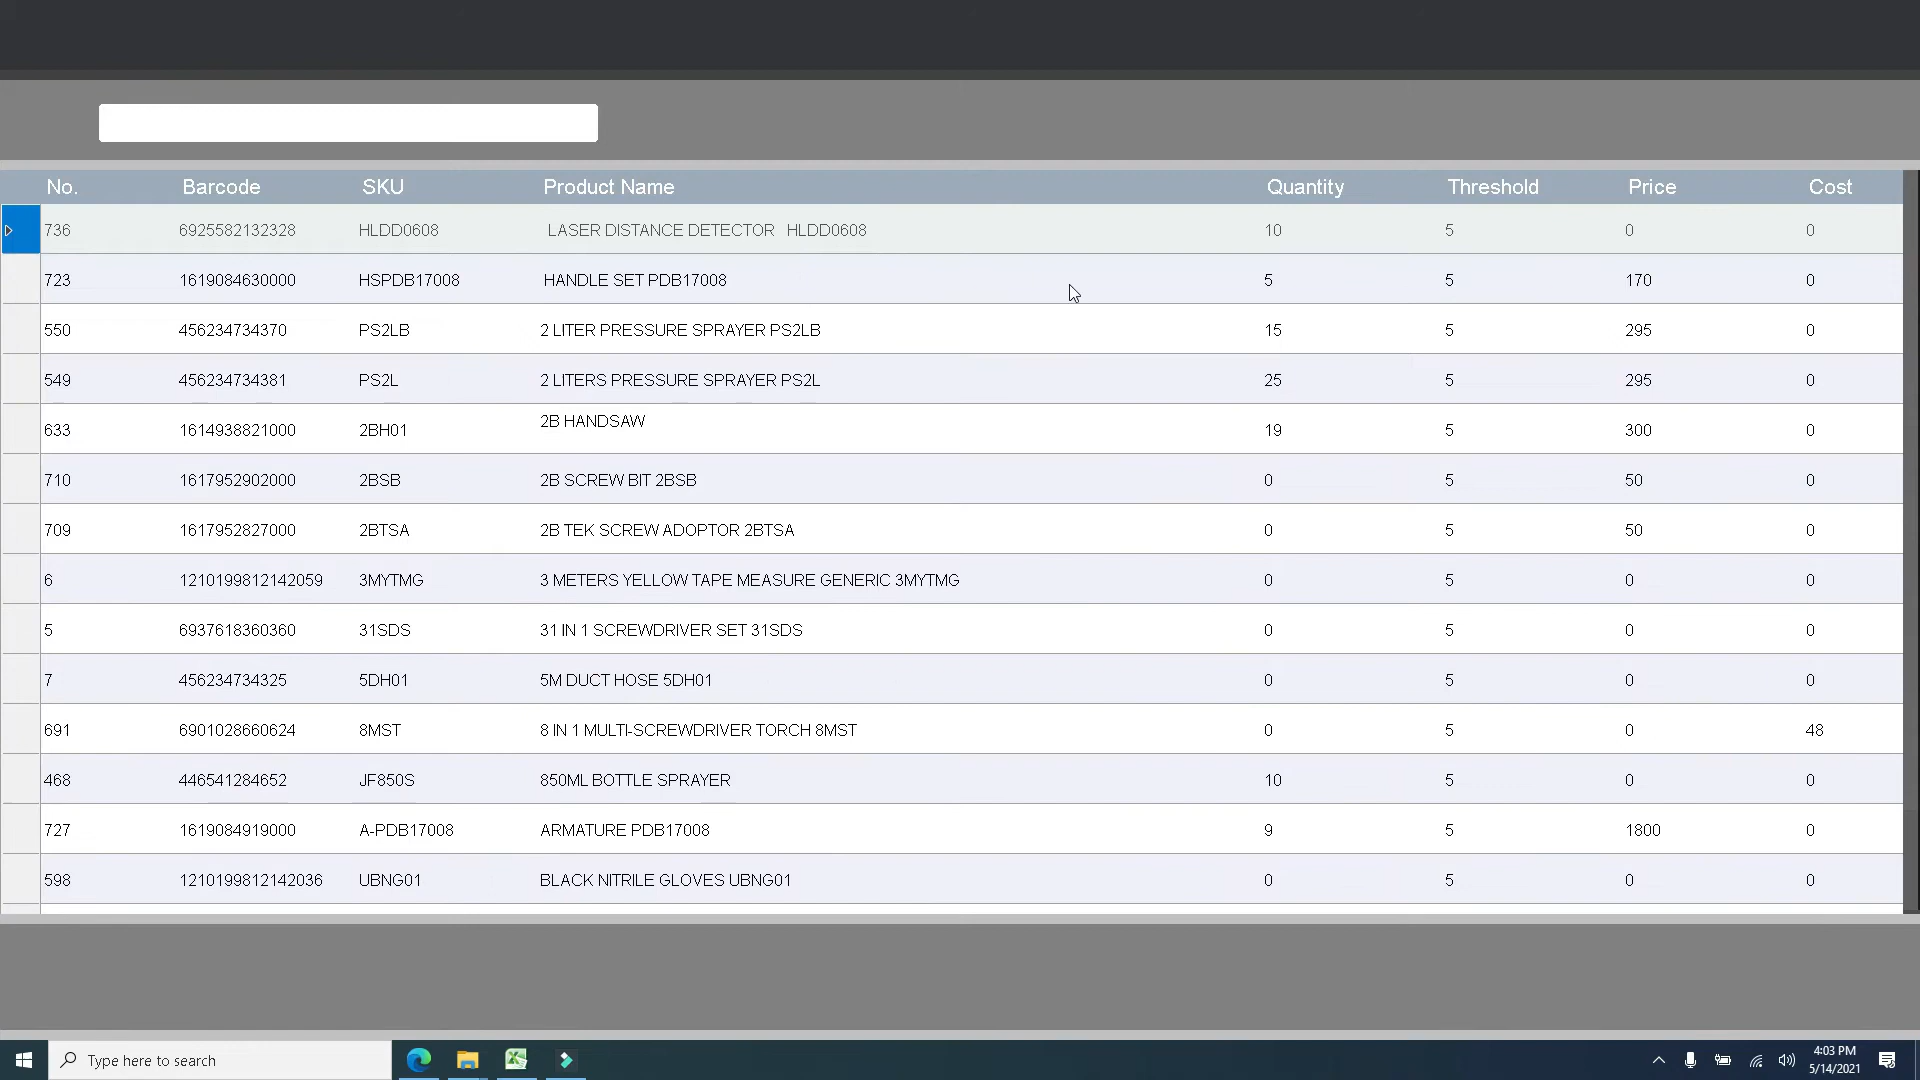 No. Barcode SKU Product Name Quantity Threshold Price Cost
736 6925582132328 HLDD0608 LASER DISTANCE DETECTOR HLDD0608 10 5 0 0
723 1619084630000 HSPDB17008 HANDLE SET PDB17008 5 5 170 0
550 456234734370 PS2LB 2 LITER PRESSURE SPRAYER PS2LB 15 5 295 0
549 456234734381 PS2L 2 LITERS PRESSURE SPRAYER PS2L 25 5 295 0
633 1614938821000 2BH01 2B HANDSAW 19 5 300 0
710 1617952902000 2BSB 2B SCREW BIT 2BSB 0 5 50 0
709 1617952827000 2BTSA 2B TEK SCREW ADOPTOR 2BTSA 0 5 50 0
6 1210199812142059 3MYTMG 3 METERS YELLOW TAPE MEASURE GENERIC 3MYTMG 0 5 0 0
5 6937618360360 31SDS 31 IN 1 SCREWDRIVER SET 31SDS 0 5 0 0
7 456234734325 5DH01 5M DUCT HOSE 5DH01 0 5 0 0
691 6901028660624 8MST 8 IN 1 MULTI-SCREWDRIVER TORCH 8MST 0 5 0 48
468 446541284652 JF850S 850ML BOTTLE SPRAYER 10 5 0 0
727 1619084919000 A-PDB17008 ARMATURE PDB17008 9 5 1800 0
598 1210199812142036 UBNG01 BLACK NITRILE GLOVES UBNG01 0 5 0 0
Type here to search
4:03 PM
5/14/2021